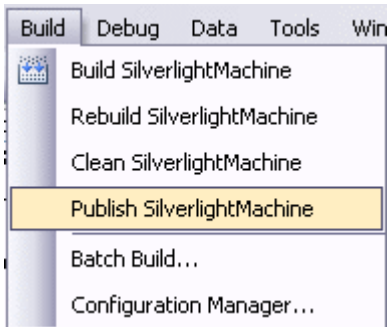 Build Debug Data Tools Win
Build SilverlightMachine
Rebuild SilverlightMachine
Clean SilverlightMachine
Publish SilverlightMachine
Batch Build...
Configuration Manager...